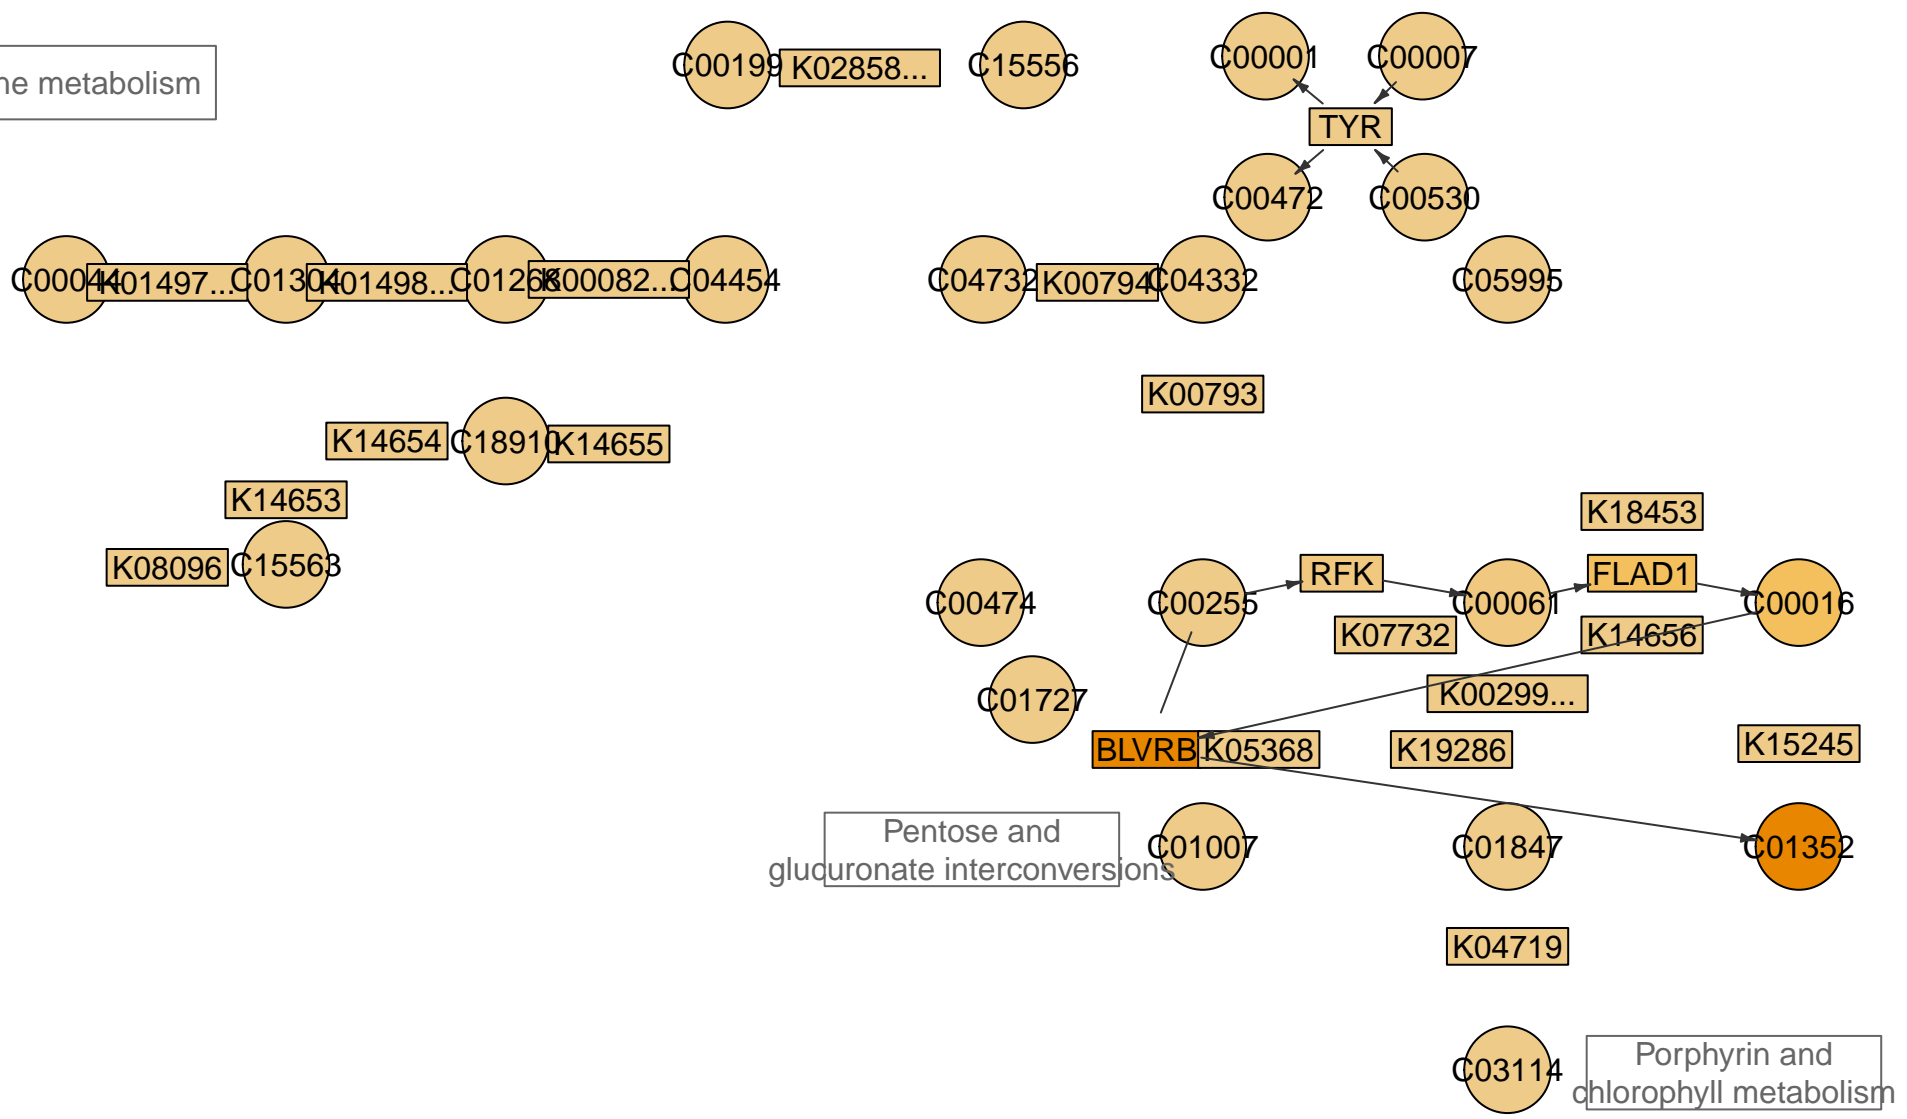 ne metabolism
C00199
K02858...
C15556
C00001
C00007
TYR
C00472
C00530
C00044
K01497...
C01304
K01498...
C01268
K00082...
C04454
C04732
K00794
C04332
C05995
K00793
K14654
C18910
K14655
K14653
K08096
C15563
K18453
C00474
C00255
RFK
C00061
FLAD1
C00016
K07732
K14656
C01727
K00299...
BLVRB
K05368
K19286
K15245
Pentose and
glucuronate interconversions
C01007
C01847
C01352
K04719
C03114
Porphyrin and
chlorophyll metabolism